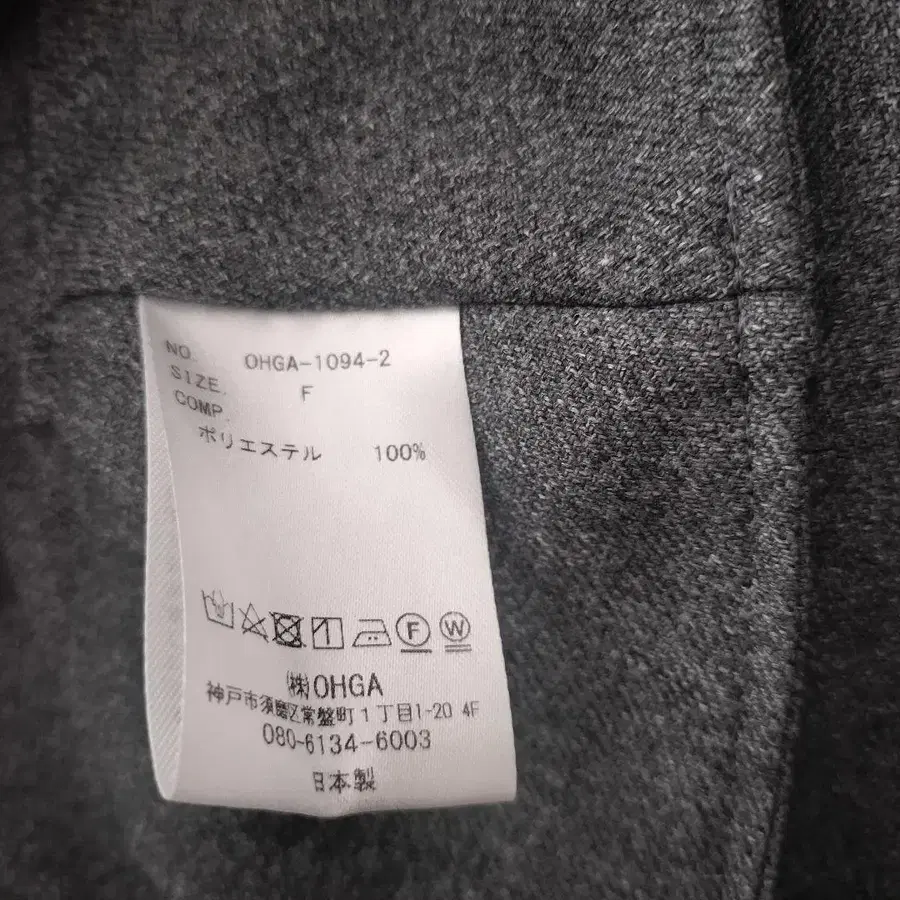 NO. OHGA-1094-2
SIZE. F
COMP.
ポリエステル 100%
F W
(株)OHGA
神戸市須磨区常盤町1丁目1-20 4F
080-6134-6003
日本製